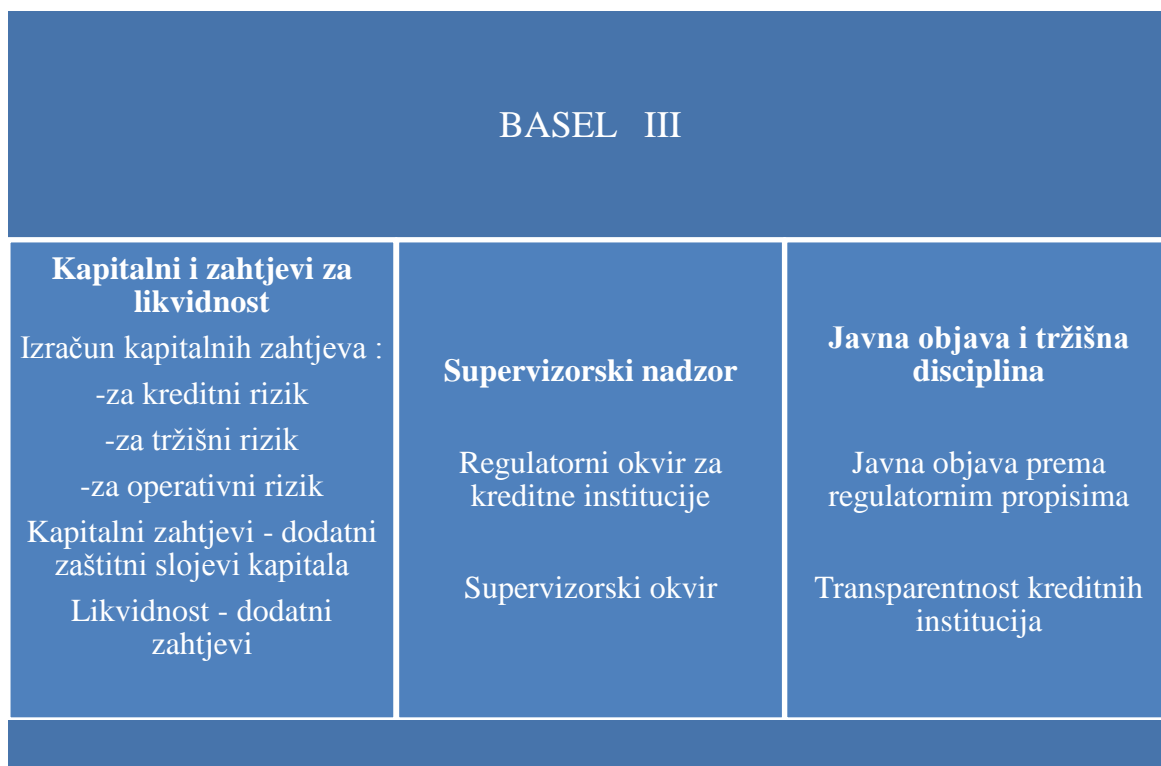 BASEL III
Kapitalni i zahtjevi za
likvidnost
Izračun kapitalnih zahtjeva :
-za kreditni rizik
-za tržišni rizik
-za operativni rizik
Kapitalni zahtjevi - dodatni
zaštitni slojevi kapitala
Likvidnost - dodatni
zahtjevi
Supervizorski nadzor
Regulatorni okvir za
kreditne institucije
Supervizorski okvir
Javna objava i tržišna
disciplina
Javna objava prema
regulatornim propisima
Transparentnost kreditnih
institucija